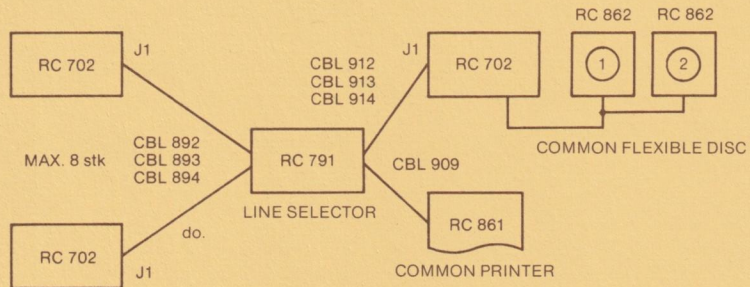 RC 862 RC 862
RC 702
J1
CBL 912
CBL 913
CBL 914
J1
RC 702
1
2
COMMON FLEXIBLE DISC
MAX. 8 stk
CBL 892
CBL 893
CBL 894
RC 791
LINE SELECTOR
CBL 909
RC 861
COMMON PRINTER
do.
RC 702
J1